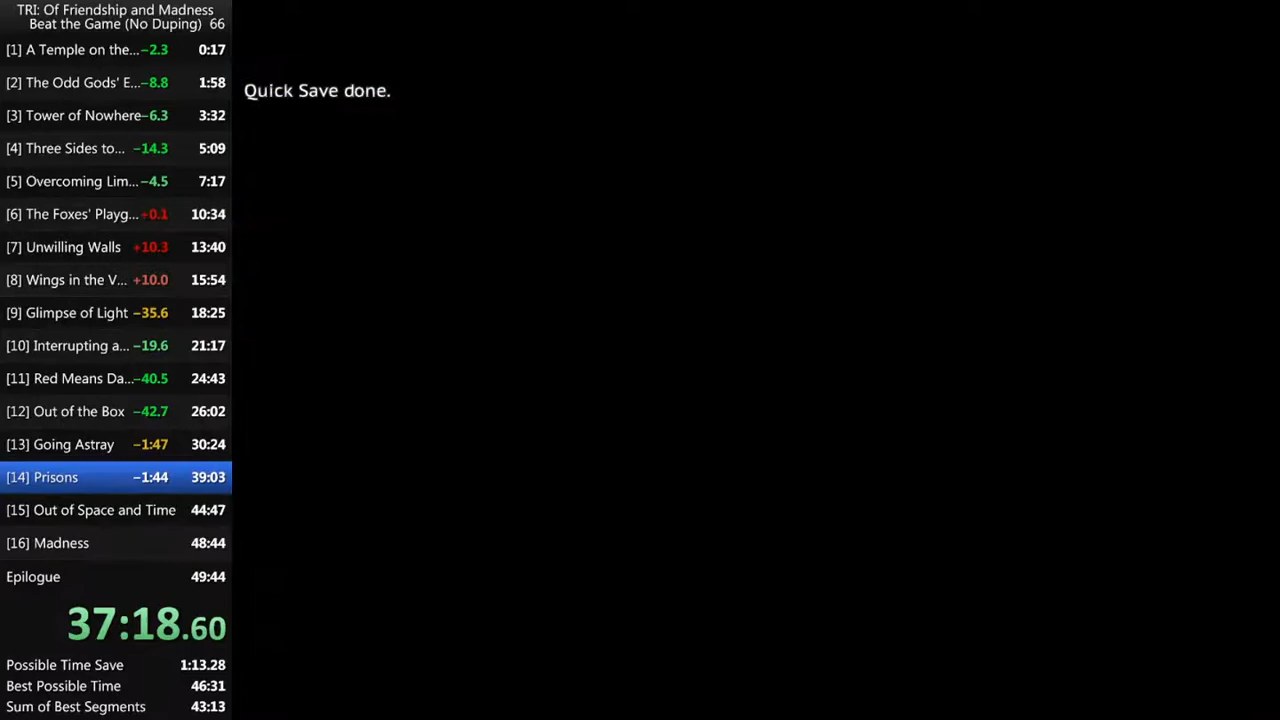 TRI: Of Friendship and Madness
Beat the Game (No Duping) 66
[1] A Temple on the... −2.3 0:17
[2] The Odd Gods' E... −8.8 1:58
[3] Tower of Nowhere −6.3 3:32
[4] Three Sides to... −14.3 5:09
[5] Overcoming Lim... −4.5 7:17
[6] The Foxes' Playg... +0.1 10:34
[7] Unwilling Walls +10.3 13:40
[8] Wings in the V... +10.0 15:54
[9] Glimpse of Light −35.6 18:25
[10] Interrupting a... −19.6 21:17
[11] Red Means Da... −40.5 24:43
[12] Out of the Box −42.7 26:02
[13] Going Astray −1:47 30:24
[14] Prisons −1:44 39:03
[15] Out of Space and Time 44:47
[16] Madness 48:44
Epilogue 49:44
37:18.60
Possible Time Save 1:13.28
Best Possible Time 46:31
Sum of Best Segments 43:13
Quick Save done.